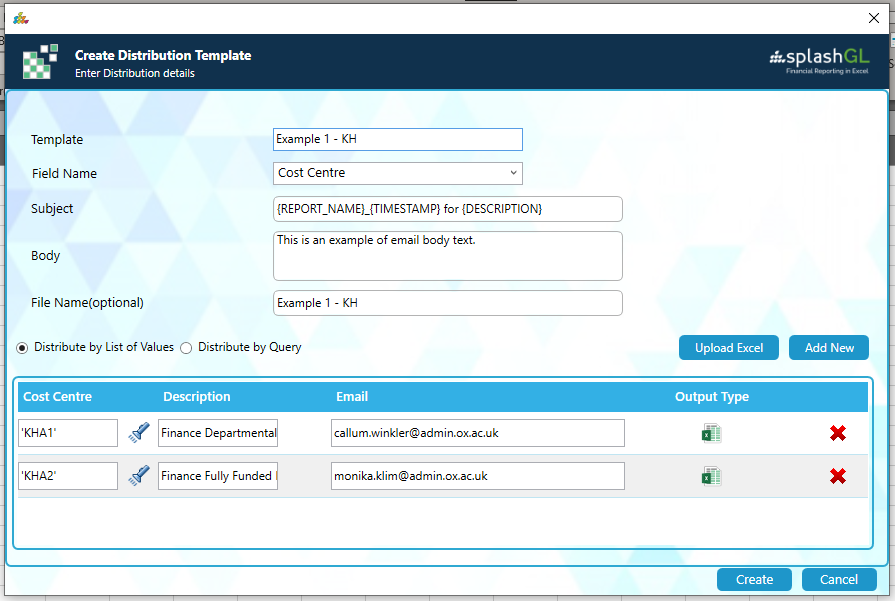 Create Distribution Template
Enter Distribution details
splashGL
Financial Reporting in Excel
Template
Example 1 - KH
Field Name
Cost Centre
Subject
{REPORT_NAME}_{TIMESTAMP} for {DESCRIPTION}
Body
This is an example of email body text.
File Name(optional)
Example 1 - KH
Distribute by List of Values Distribute by Query
Upload Excel Add New
Cost Centre Description Email Output Type
'KHA1' Finance Departmental callum.winkler@admin.ox.ac.uk
'KHA2' Finance Fully Funded monika.klim@admin.ox.ac.uk
Create Cancel